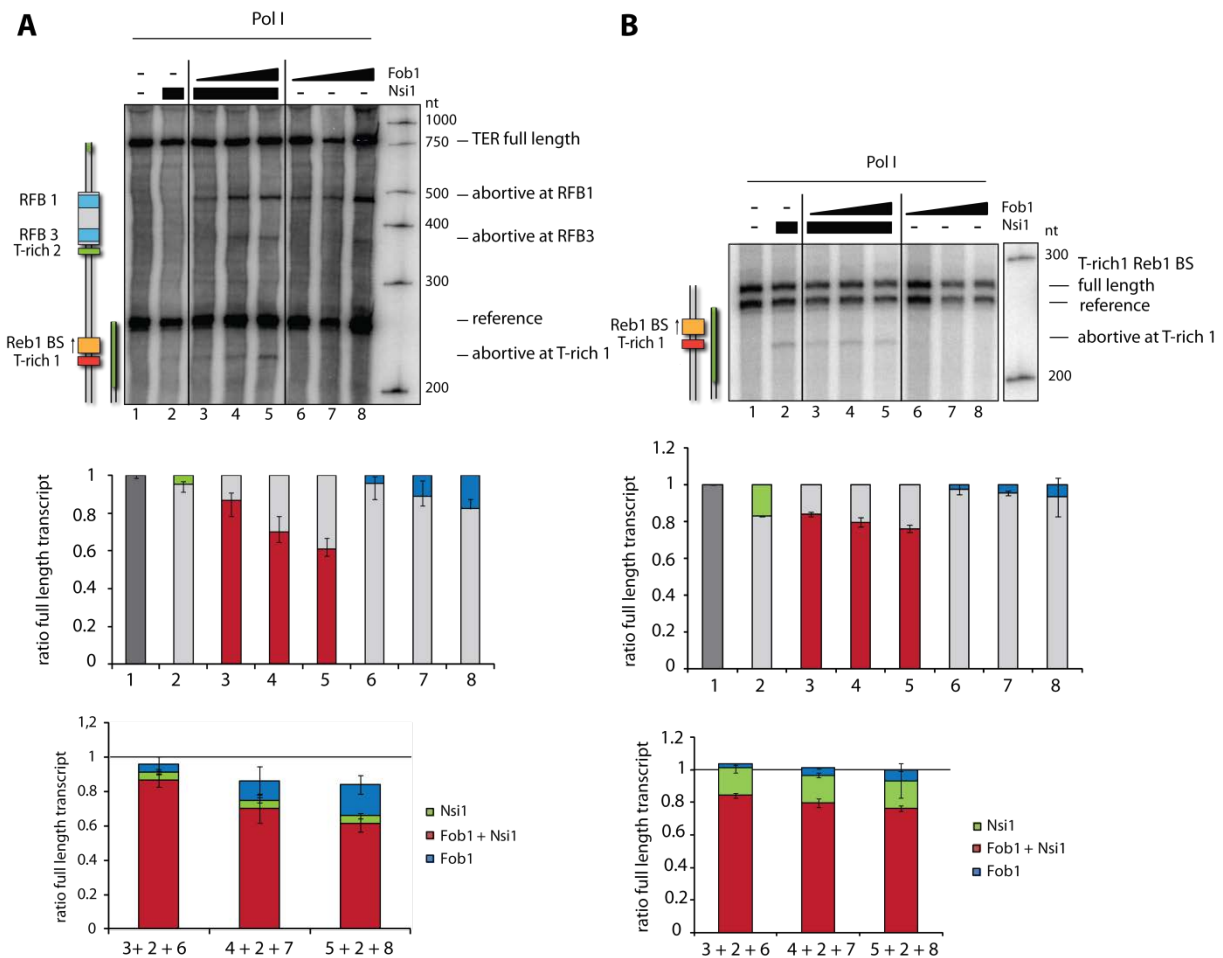 A
Pol I
- - Fob1
- - - - Nsi1
nt
1000
750
TER full length
500
abortive at RFB1
400
abortive at RFB3
300
reference
abortive at T-rich 1
200
RFB 1
RFB 3
T-rich 2
Reb1 BS
T-rich 1
1 2 3 4 5 6 7 8
ratio full length transcript
1
0.8
0.6
0.4
0.2
0
1 2 3 4 5 6 7 8
ratio full length transcript
1,2
1
0.8
0.6
0.4
0.2
0
3+ 2 + 6 4 + 2 + 7 5 + 2 + 8
Nsi1
Fob1 + Nsi1
Fob1
B
Pol I
- - Fob1
- - - - Nsi1
nt
300
T-rich1 Reb1 BS
full length
reference
abortive at T-rich 1
200
Reb1 BS
T-rich 1
1 2 3 4 5 6 7 8
ratio full length transcript
1.2
1
0.8
0.6
0.4
0.2
0
1 2 3 4 5 6 7 8
ratio full length transcript
1.2
1
0.8
0.6
0.4
0.2
0
3 + 2 + 6 4 + 2 + 7 5 + 2 + 8
Nsi1
Fob1 + Nsi1
Fob1